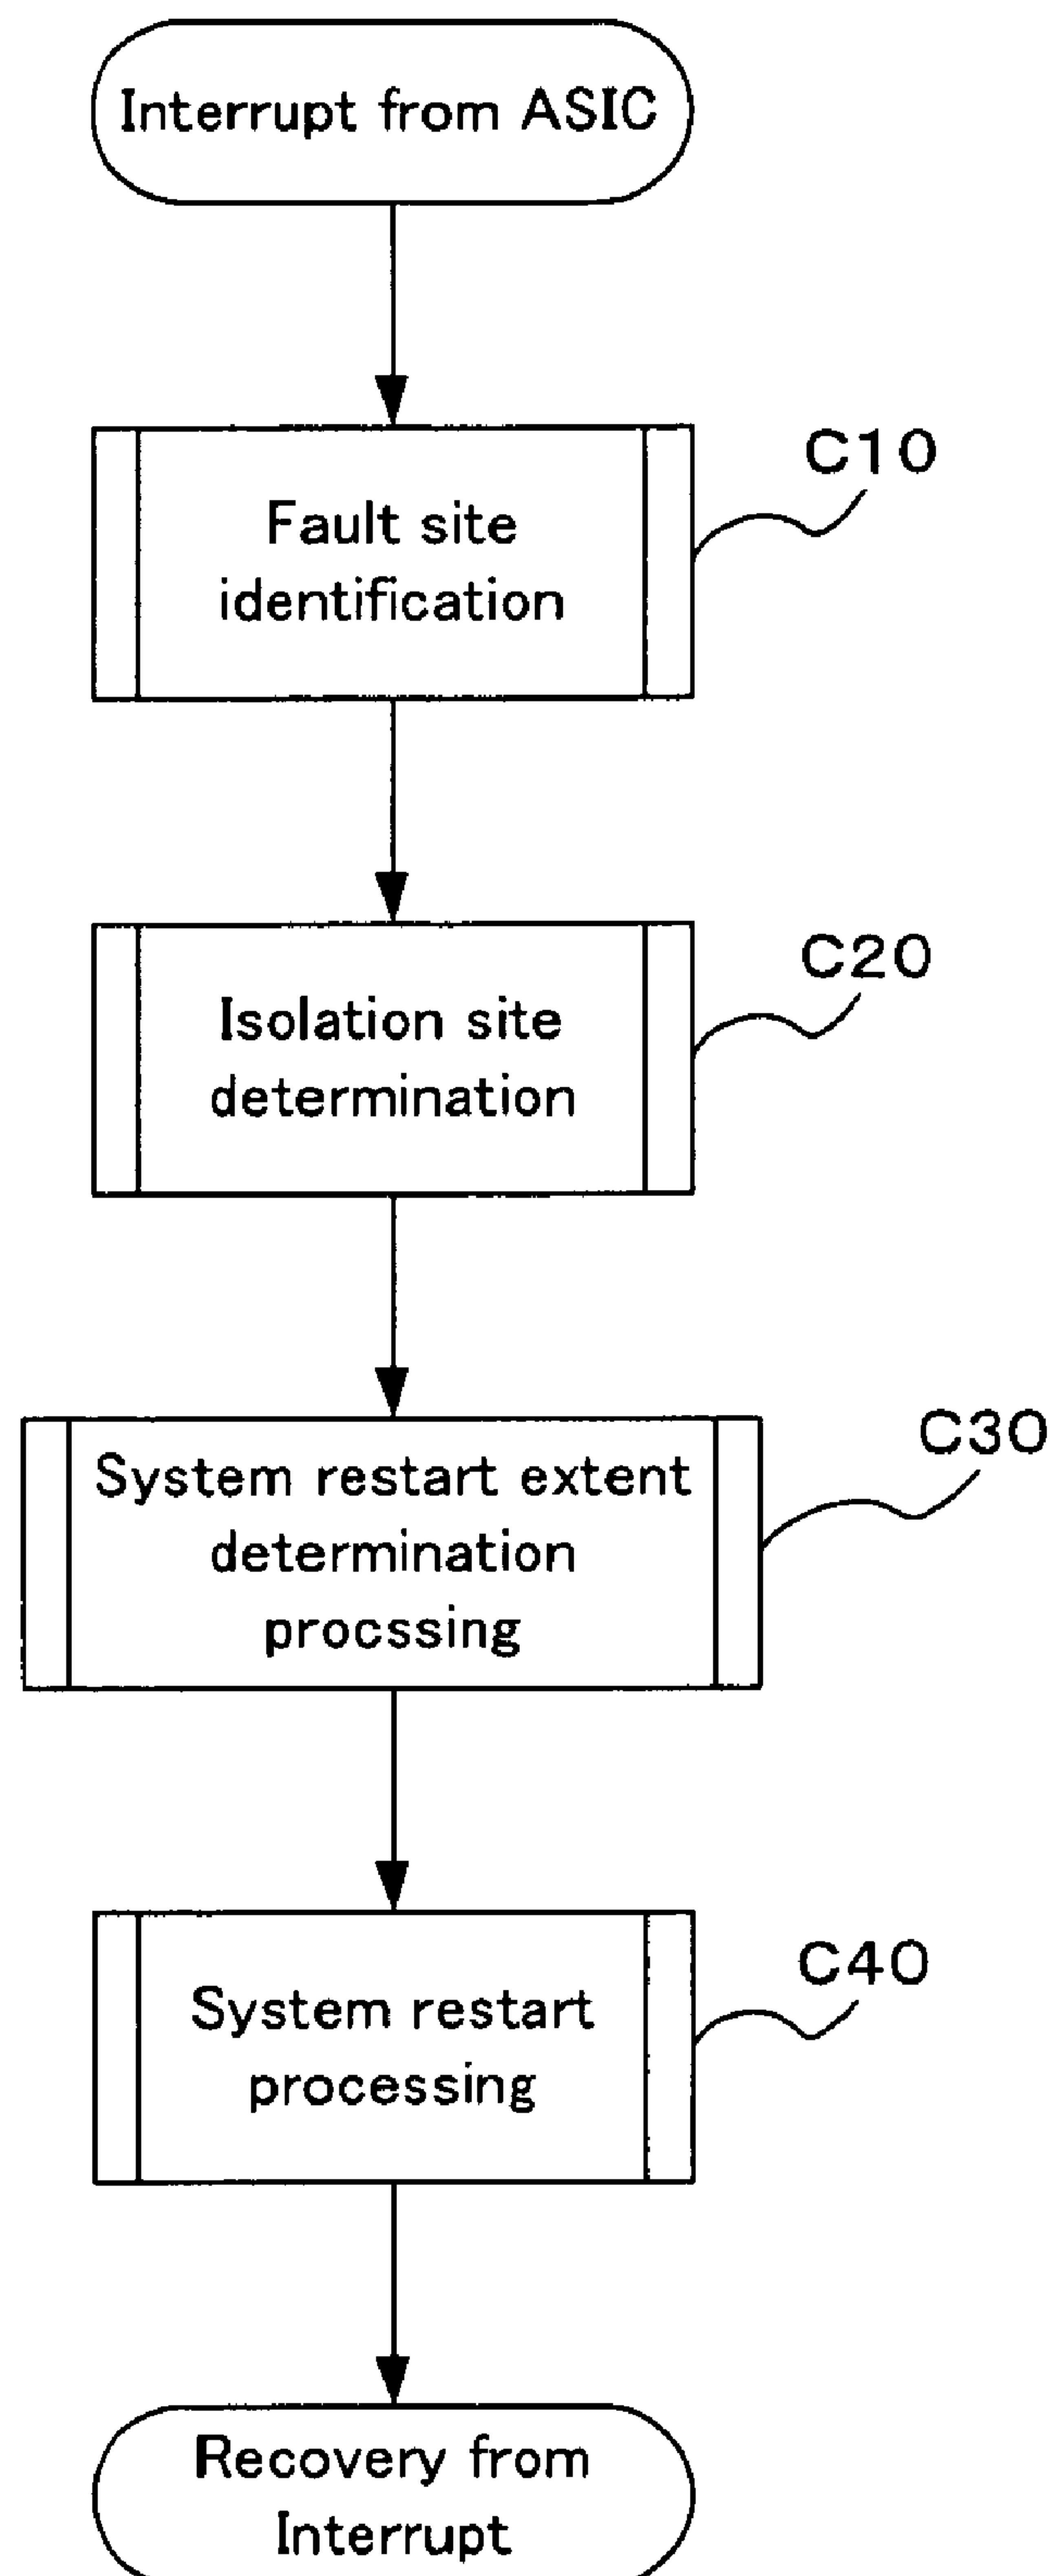 Interrupt from ASIC
C10
Fault site
identification
C20
Isolation site
determination
C30
System restart extent
determination
procssing
C40
System restart
processing
Recovery from
Interrupt